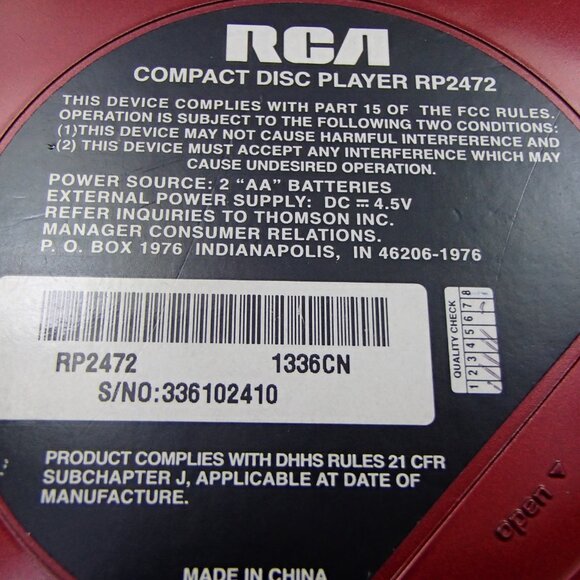 RCA
COMPACT DISC PLAYER RP2472
THIS DEVICE COMPLIES WITH PART 15 OF THE FCC RULES.
OPERATION IS SUBJECT TO THE FOLLOWING TWO CONDITIONS:
(1)THIS DEVICE MAY NOT CAUSE HARMFUL INTERFERENCE AND
(2) THIS DEVICE MUST ACCEPT ANY INTERFERENCE WHICH MAY
CAUSE UNDESIRED OPERATION.
POWER SOURCE: 2 "AA" BATTERIES
EXTERNAL POWER SUPPLY: DC ⎓ 4.5V
REFER INQUIRIES TO THOMSON INC.
MANAGER CONSUMER RELATIONS.
P. O. BOX 1976 INDIANAPOLIS, IN 46206-1976
QUALITY CHECK
1 2 3 4 5 6 7 8
RP2472 1336CN
S/NO:336102410
PRODUCT COMPLIES WITH DHHS RULES 21 CFR
SUBCHAPTER J, APPLICABLE AT DATE OF
MANUFACTURE.
open
MADE IN CHINA